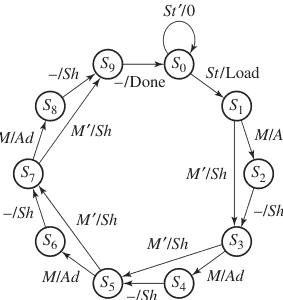 St′/0
S9
S0
–/Sh
–/Done
St/Load
S8
S1
M/Ad
M′/Sh
M/A
S7
M′/Sh
S2
–/Sh
–/Sh
M′/Sh
M′/Sh
S6
S3
M/Ad
M/Ad
S5
S4
–/Sh